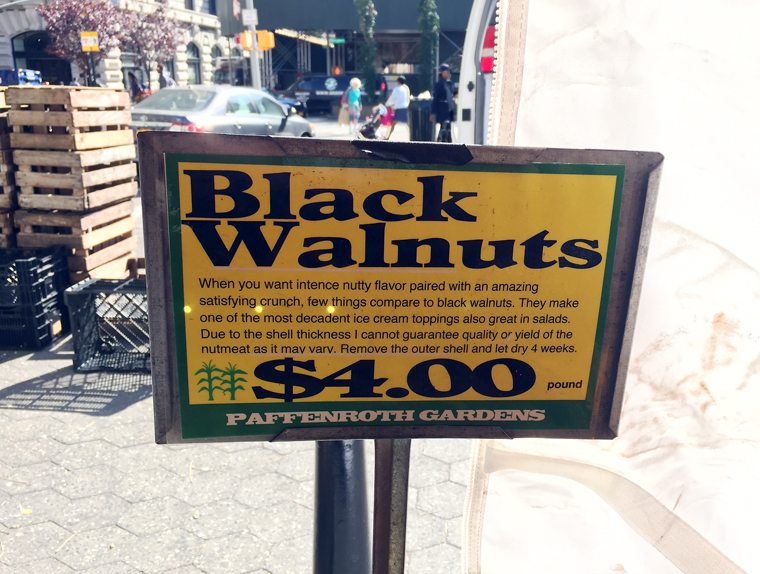 Black
Walnuts
When you want intence nutty flavor paired with an amazing
satisfying crunch, few things compare to black walnuts. They make
one of the most decadent ice cream toppings also great in salads.
Due to the shell thickness I cannot guarantee quality or yield of the
nutmeat as it may vary. Remove the outer shell and let dry 4 weeks.
$4.00 pound
PAFFENROTH GARDENS